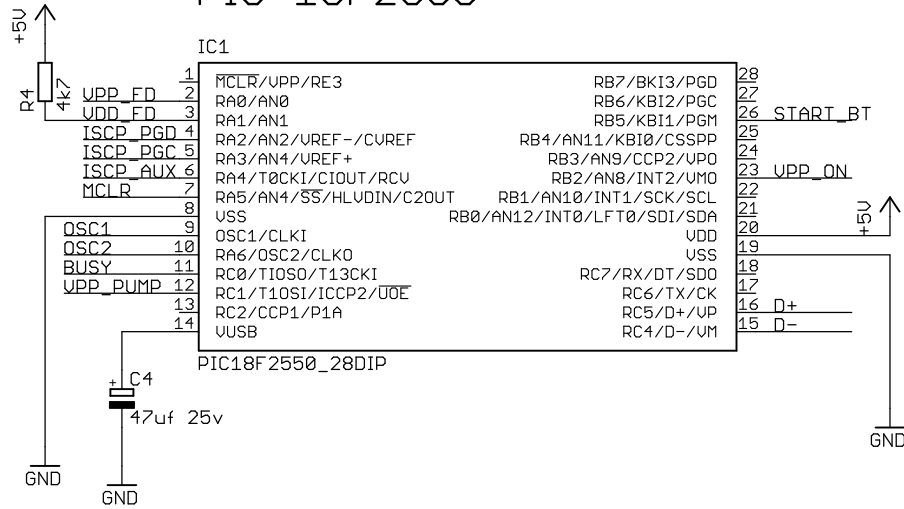 PIC 18F2550
+5V
R4
4k7
IC1
1 MCLR/VPP/RE3
VPP_FD 2 RA0/AN0
VDD_FD 3 RA1/AN1
ISCP_PGD 4 RA2/AN2/VREF-/CVREF
ISCP_PGC 5 RA3/AN4/VREF+
ISCP_AUX 6 RA4/T0CKI/CIOUT/RCV
MCLR 7 RA5/AN4/SS/HLVDIN/C2OUT
8 VSS
OSC1 9 OSC1/CLKI
OSC2 10 RA6/OSC2/CLKO
BUSY 11 RC0/TIOSO/T13CKI
VPP_PUMP 12 RC1/T1OSI/ICCP2/UOE
13 RC2/CCP1/P1A
14 VUSB
RB7/BKI3/PGD 28
RB6/KBI2/PGC 27
RB5/KBI1/PGM 26 START_BT
RB4/AN11/KBI0/CSSPP 25
RB3/AN9/CCP2/VPO 24
RB2/AN8/INT2/VMO 23 VPP_ON
RB1/AN10/INT1/SCK/SCL 22
RB0/AN12/INT0/LFT0/SDI/SDA 21
VDD 20
+5V
VSS 19
RC7/RX/DT/SDO 18
RC6/TX/CK 17
RC5/D+/VP 16 D+
RC4/D-/VM 15 D-
PIC18F2550_28DIP
+ C4
47uf 25v
GND
GND
GND